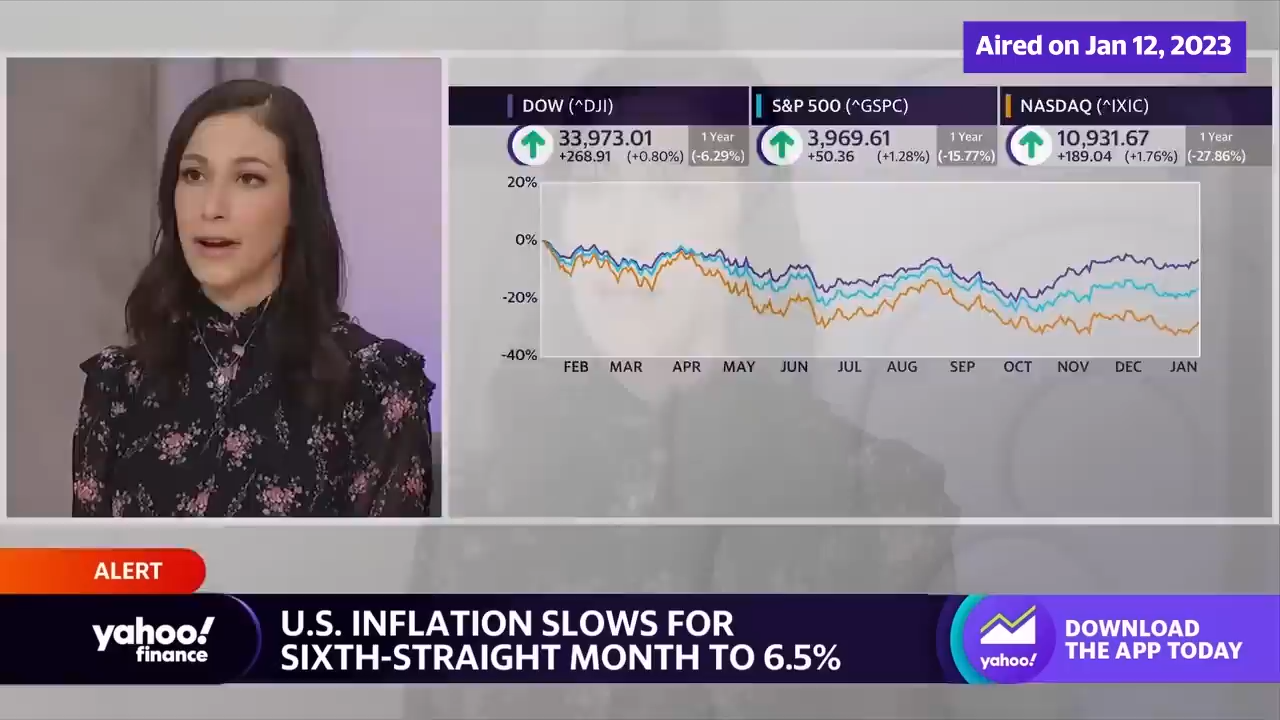 Aired on Jan 12, 2023
DOW (^DJI)
33,973.01
+268.91 (+0.80%)
1 Year
(-6.29%)
S&P 500 (^GSPC)
3,969.61
+50.36 (+1.28%)
1 Year
(-15.77%)
NASDAQ (^IXIC)
10,931.67
+189.04 (+1.76%)
1 Year
(-27.86%)
20%
0%
-20%
-40%
FEB MAR APR MAY JUN JUL AUG SEP OCT NOV DEC JAN
ALERT
yahoo!
finance
U.S. INFLATION SLOWS FOR
SIXTH-STRAIGHT MONTH TO 6.5%
yahoo!
DOWNLOAD
THE APP TODAY